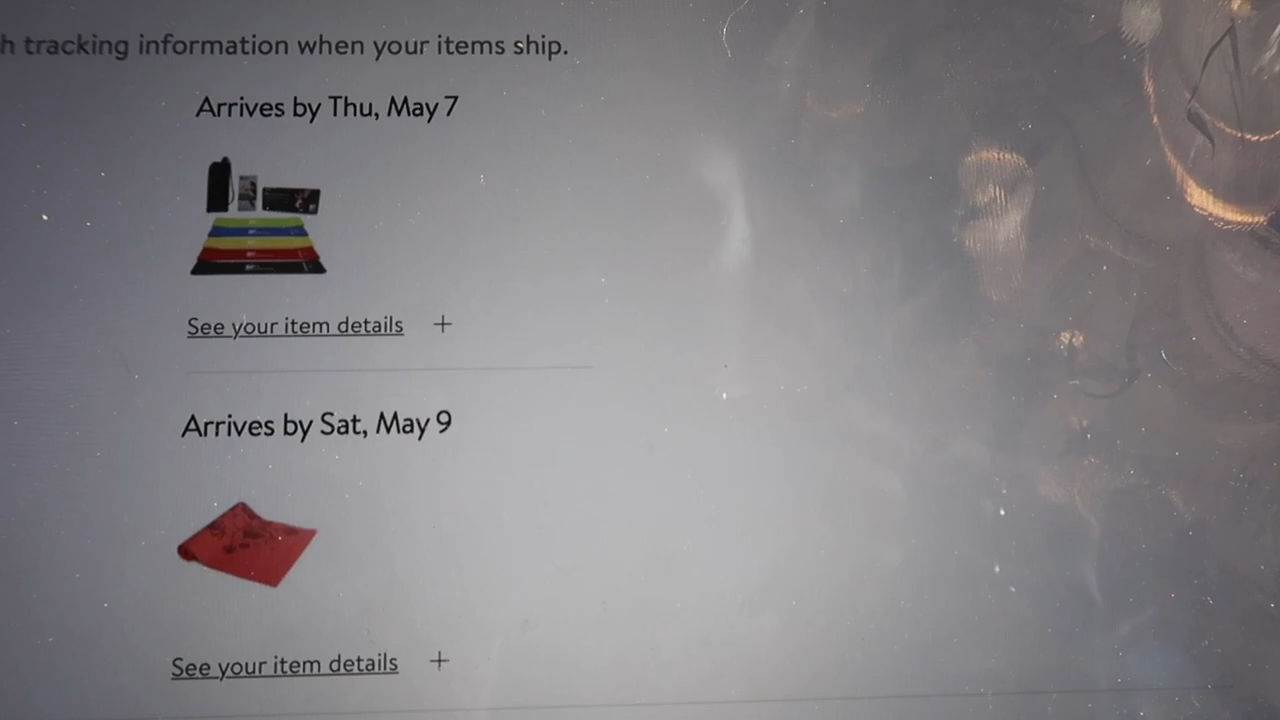 h tracking information when your items ship.
Arrives by Thu, May 7
See your item details +
Arrives by Sat, May 9
See your item details +